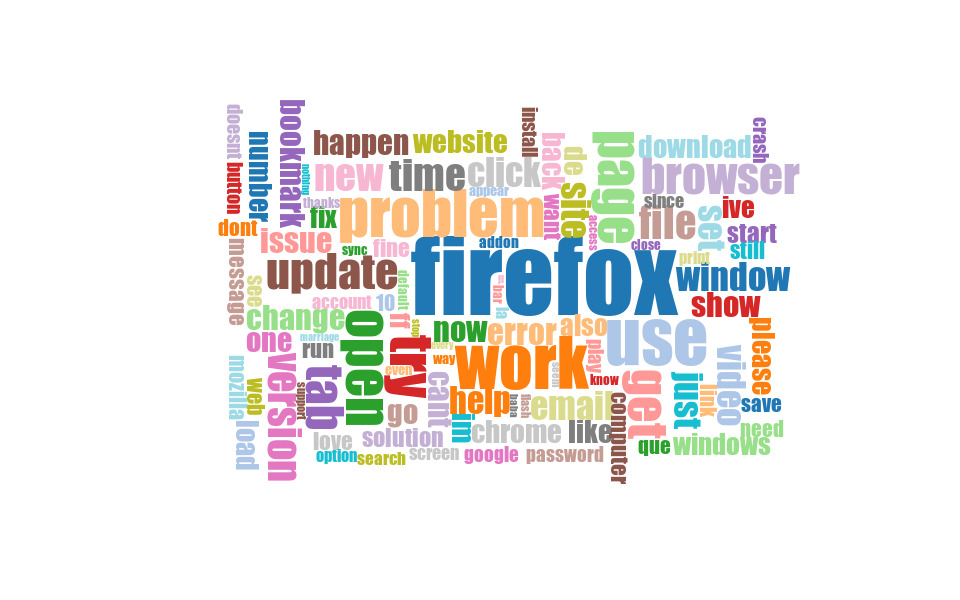 doesnt
number
bookmark
happen
website
install
back
de
page
download
crash
button
nothing
new
time
click
appear
want
site
browser
since
dont
thanks
fix
problem
access
file
set
ive
start
message
issue
sync
fine
addon
close
print
still
see
update
default
firefox
window
account
10
bar
la
show
change
open
ff
stop
now
error
also
use
please
one
marriage
run
try
every
way
work
play
video
mozilla
web
version
support
tab
even
cant
seem
know
get
just
link
save
load
go
help
baba
flash
email
computer
need
love
solution
im
chrome
like
que
windows
option
search
screen
google
password